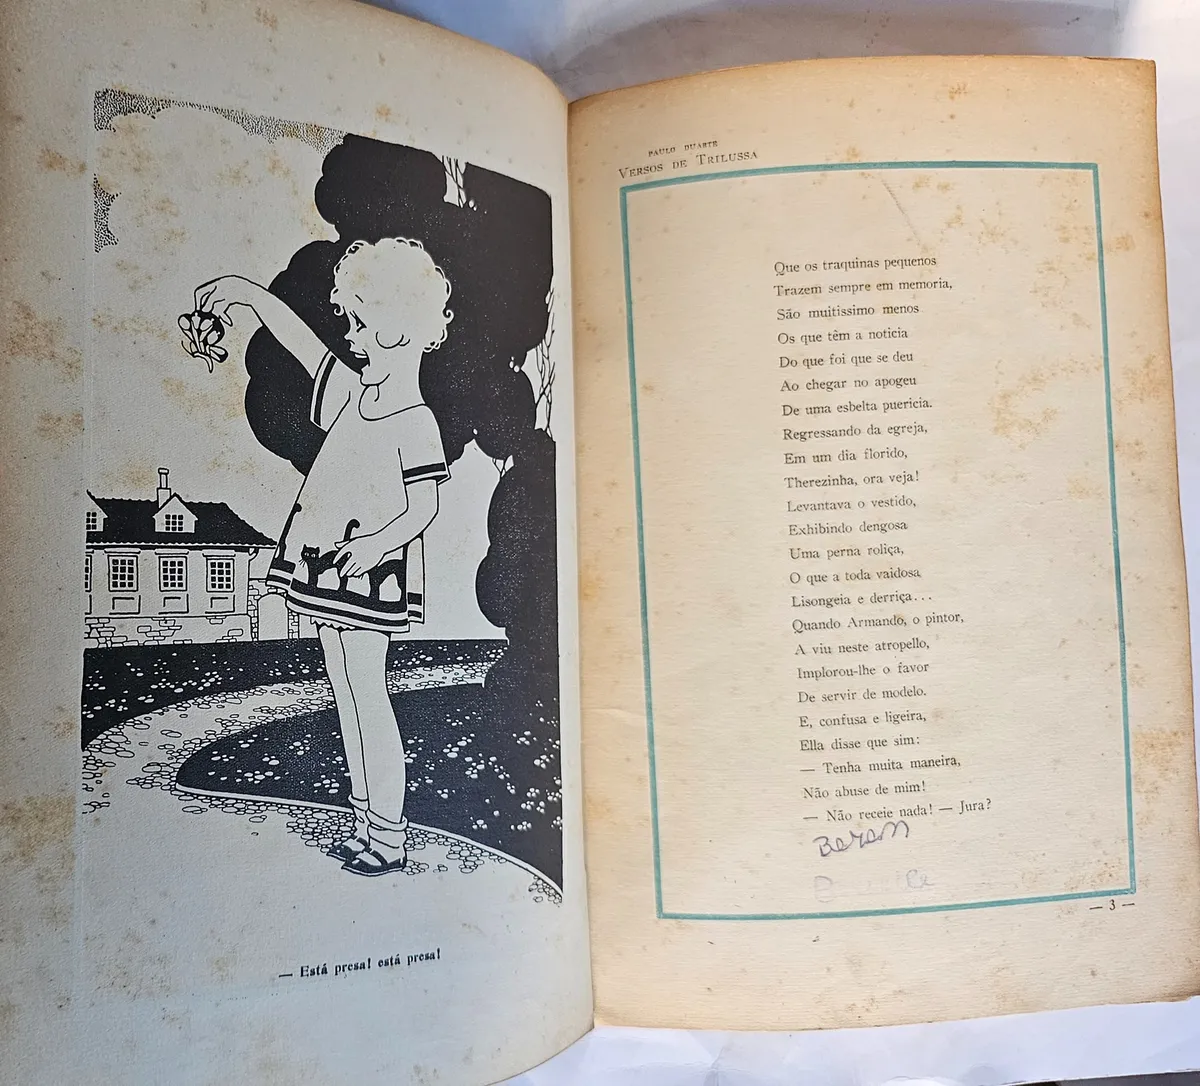 — Está presa! está presa!
PAULO DUARTE
VERSOS DE TRILUSSA
Que os traquinas pequenos
Trazem sempre em memoria,
São muitissimo menos
Os que têm a noticia
Do que foi que se deu
Ao chegar no apogeu
De uma esbelta puericia.
Regressando da egreja,
Em um dia florido,
Therezinha, ora veja!
Levantava o vestido,
Exhibindo dengosa
Uma perna roliça,
O que a toda vaidosa
Lisongeia e derriça...
Quando Armando, o pintor,
A viu neste atropello,
Implorou-lhe o favor
De servir de modelo.
E, confusa e ligeira,
Ella disse que sim:
— Tenha muita maneira,
Não abuse de mim!
— Não receie nada! — Jura?
— 3 —